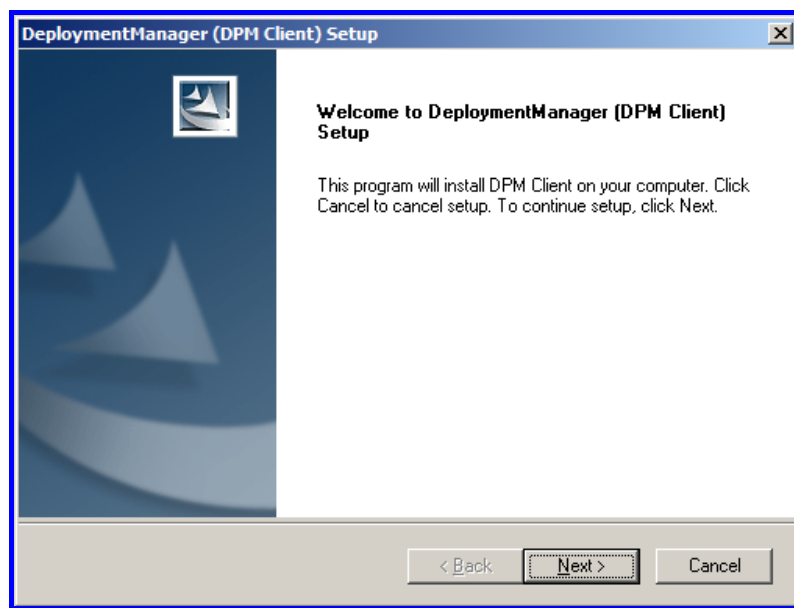 DeploymentManager (DPM Client) Setup
Welcome to DeploymentManager (DPM Client)
Setup
This program will install DPM Client on your computer. Click
Cancel to cancel setup. To continue setup, click Next.
< Back
Next >
Cancel